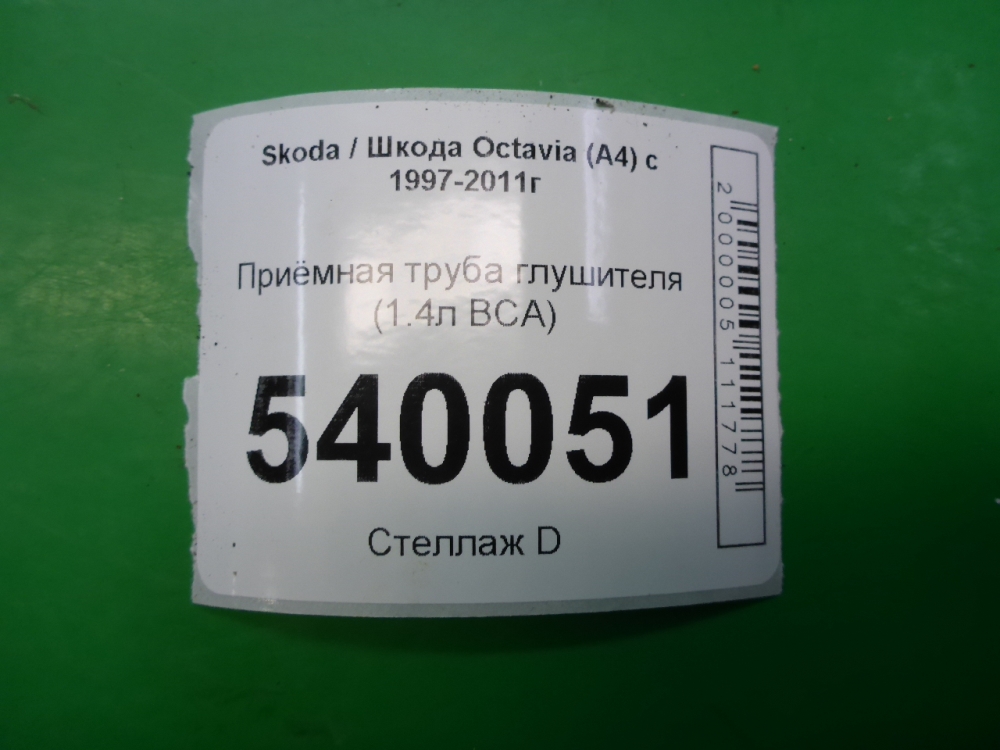 Skoda / Шкода Octavia (A4) с
1997-2011г
Приёмная труба глушителя
(1.4л BCA)
540051
Стеллаж D
2000005111778